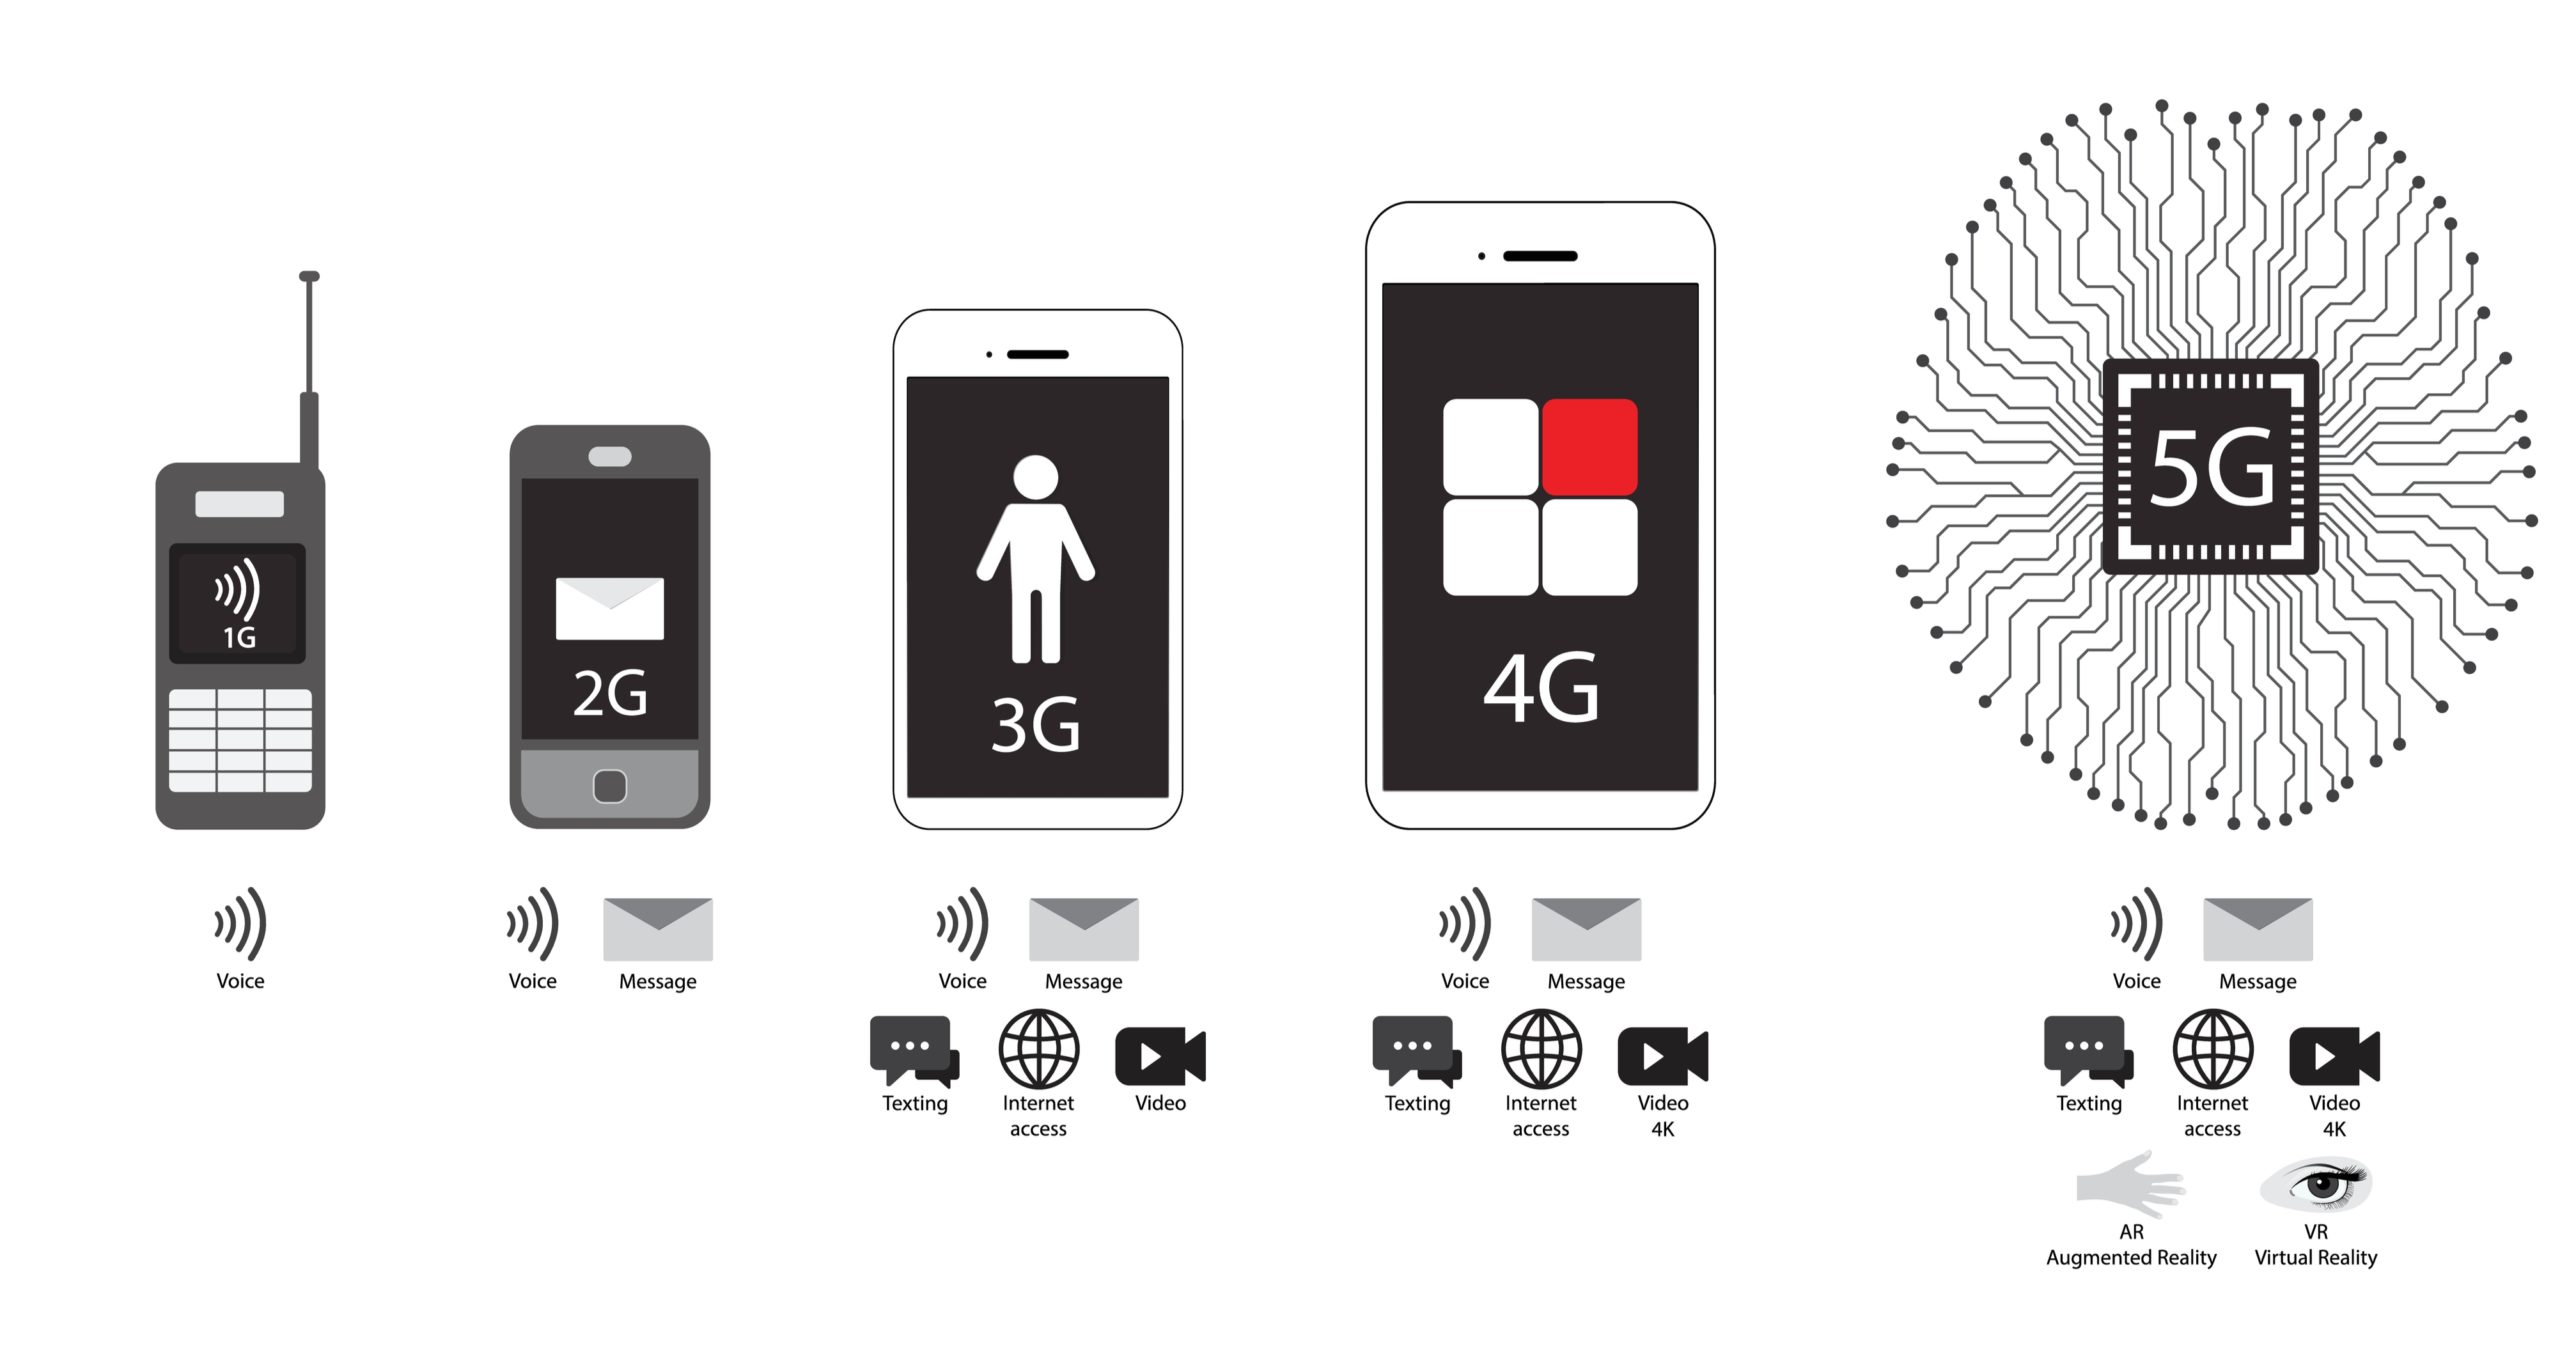 1G
2G
3G
4G
5G
Voice
Voice Message
Voice Message
Voice Message
Voice Message
Texting Internet access Video
Texting Internet access Video 4K
Texting Internet access Video 4K
AR Augmented Reality
VR Virtual Reality